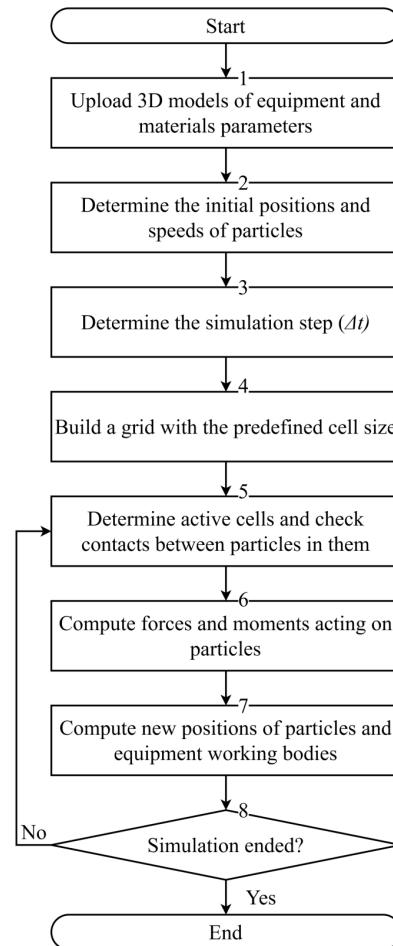 Start
1
Upload 3D models of equipment and
materials parameters
2
Determine the initial positions and
speeds of particles
3
Determine the simulation step (Δt)
4
Build a grid with the predefined cell size
5
Determine active cells and check
contacts between particles in them
6
Compute forces and moments acting on
particles
7
Compute new positions of particles and
equipment working bodies
8
No
Simulation ended?
Yes
End